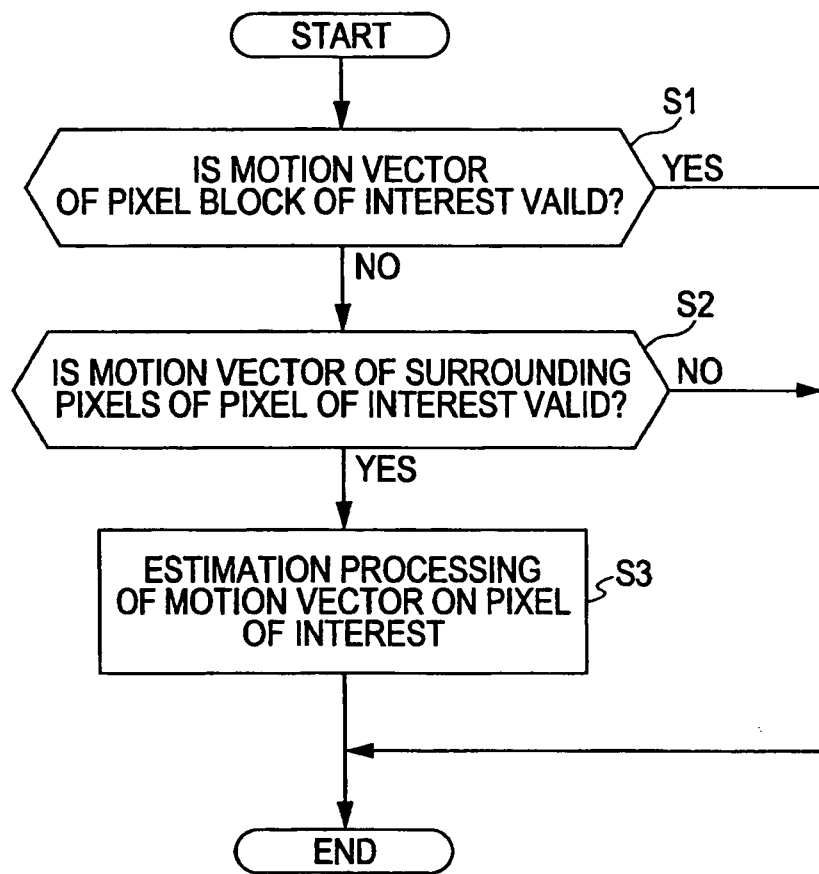 START
S1
IS MOTION VECTOR
OF PIXEL BLOCK OF INTEREST VAILD?
YES
NO
S2
IS MOTION VECTOR OF SURROUNDING
PIXELS OF PIXEL OF INTEREST VALID?
NO
YES
ESTIMATION PROCESSING
OF MOTION VECTOR ON PIXEL
OF INTEREST
S3
END